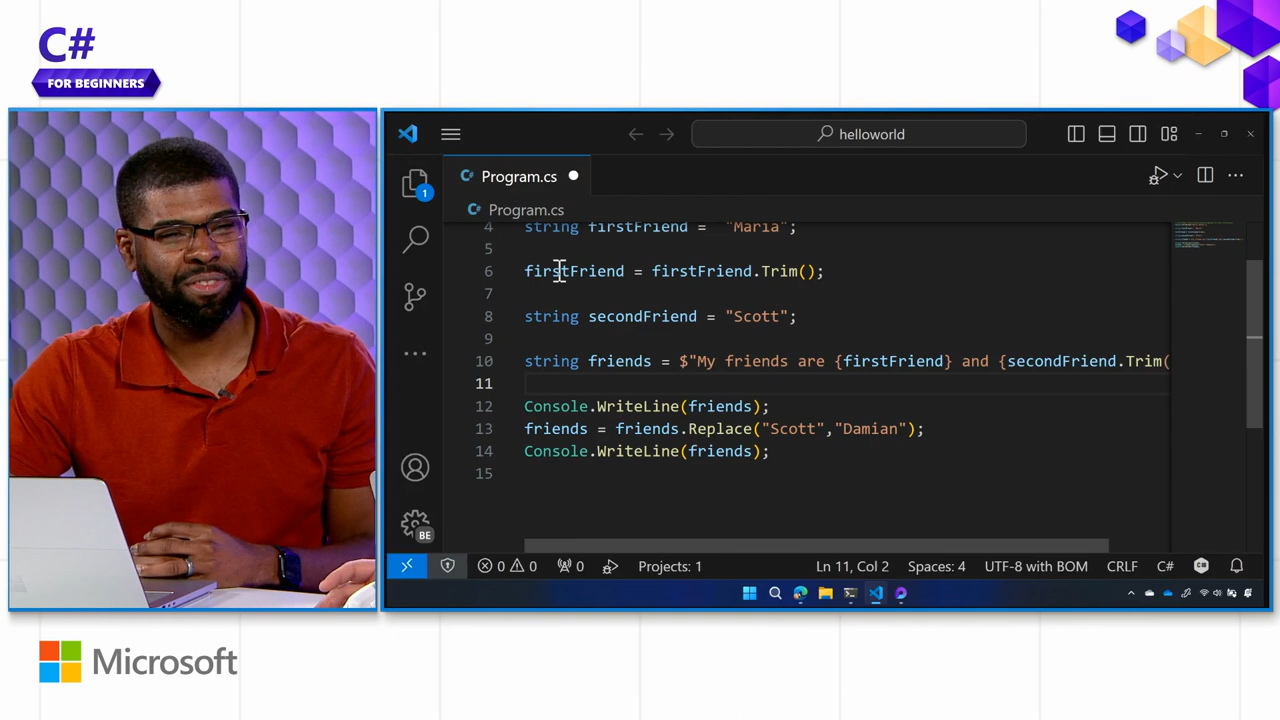 C#
FOR BEGINNERS
helloworld
Program.cs
1
Program.cs
4 string firstFriend = "Maria";
5
6 firstFriend = firstFriend.Trim();
7
8 string secondFriend = "Scott";
9
10 string friends = $"My friends are {firstFriend} and {secondFriend.Trim(
11
12 Console.WriteLine(friends);
13 friends = friends.Replace("Scott","Damian");
14 Console.WriteLine(friends);
15
BE
0 0 0 Projects: 1 Ln 11, Col 2 Spaces: 4 UTF-8 with BOM CRLF C#
Microsoft